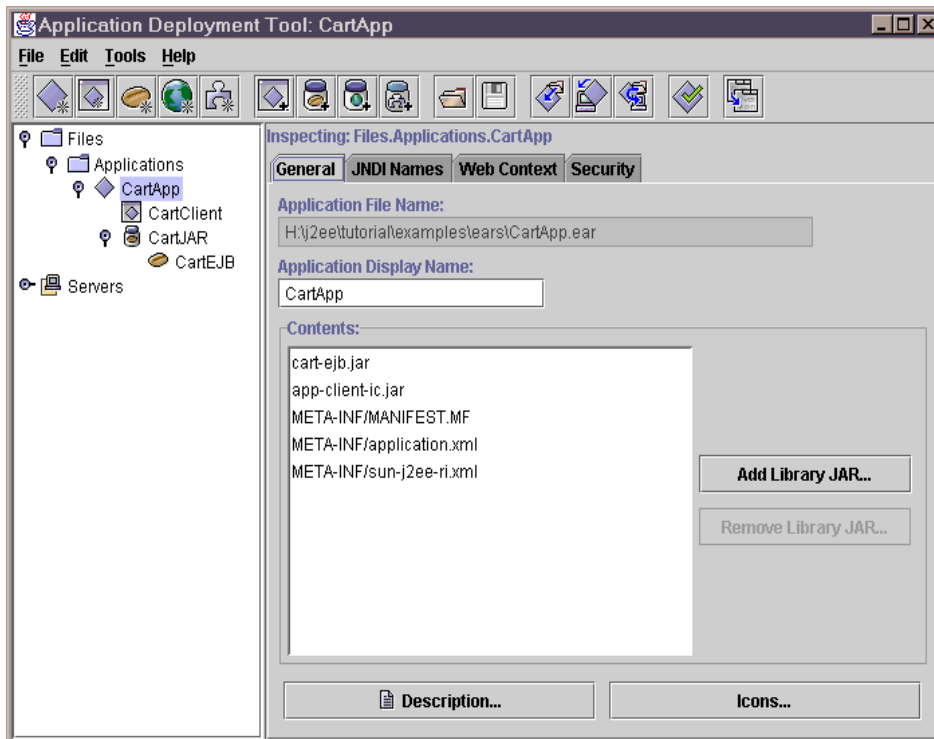 Application Deployment Tool: CartApp
File Edit Tools Help
Files
Applications
CartApp
CartClient
CartJAR
CartEJB
Servers
Inspecting: Files.Applications.CartApp
General JNDI Names Web Context Security
Application File Name:
H:\j2ee\tutorial\examples\ears\CartApp.ear
Application Display Name:
CartApp
Contents:
cart-ejb.jar
app-client-ic.jar
META-INF/MANIFEST.MF
META-INF/application.xml
META-INF/sun-j2ee-ri.xml
Add Library JAR...
Remove Library JAR...
Description...
Icons...